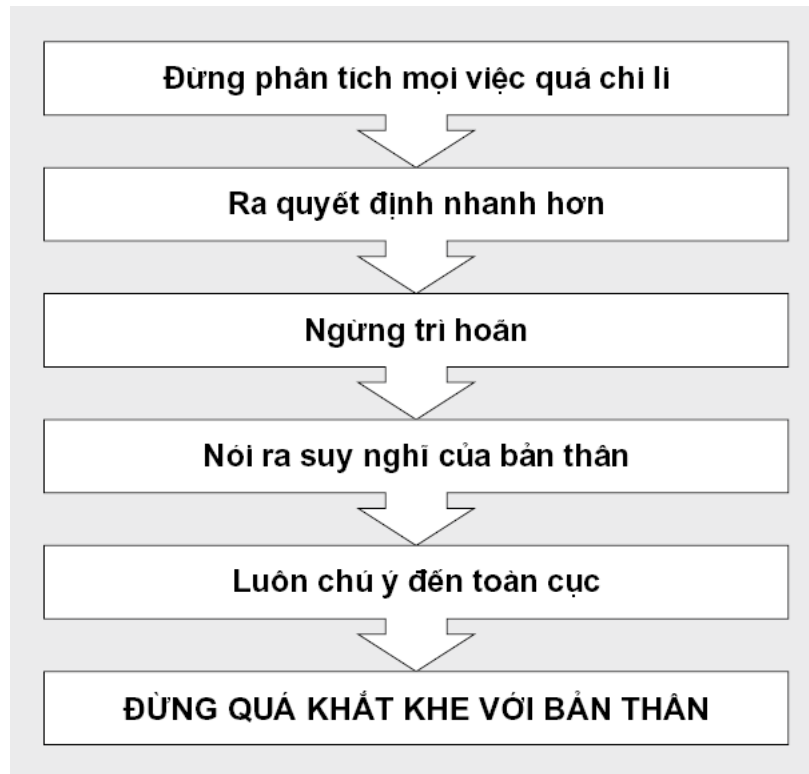 Đừng phân tích mọi việc quá chi li
Ra quyết định nhanh hơn
Ngừng trì hoãn
Nói ra suy nghĩ của bản thân
Luôn chú ý đến toàn cục
ĐỪNG QUÁ KHẮT KHE VỚI BẢN THÂN